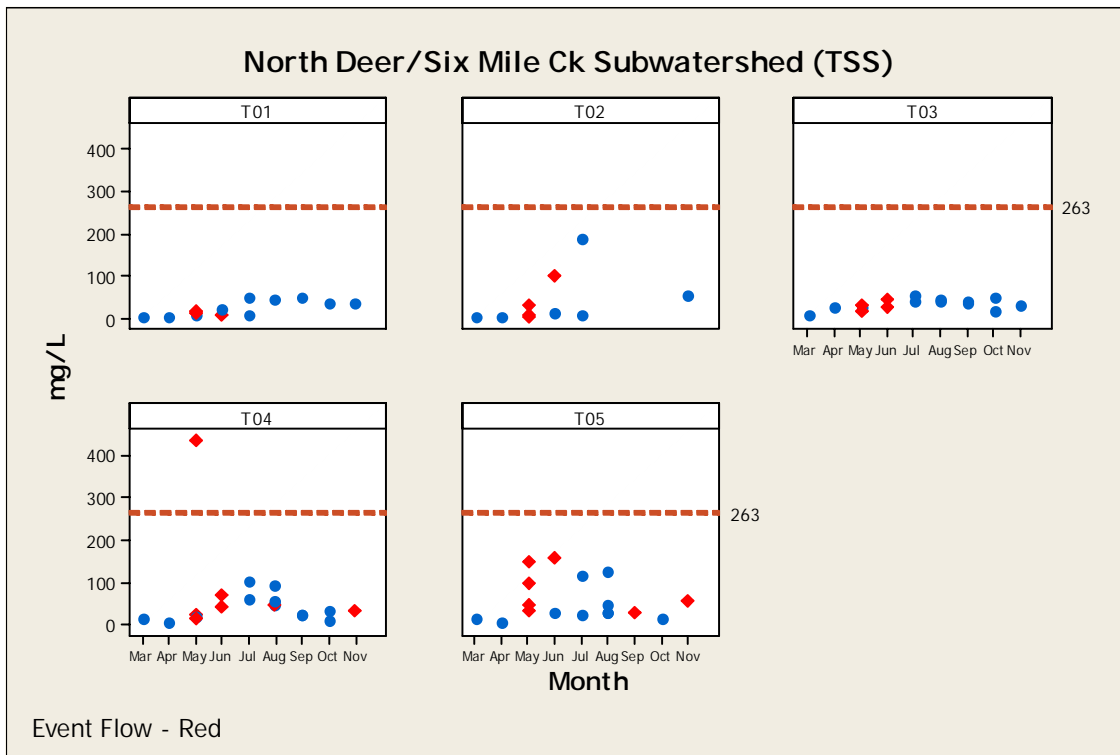 North Deer/Six Mile Ck Subwatershed (TSS)
T01 T02 T03
400
300
200
100
0
263
Mar Apr May Jun Jul Aug Sep Oct Nov
mg/L
T04 T05
400
300
200
100
0
263
Mar Apr May Jun Jul Aug Sep Oct Nov Mar Apr May Jun Jul Aug Sep Oct Nov
Month
Event Flow - Red